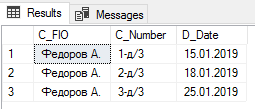 Results Messages
C_FIO C_Number D_Date
1 Федоров А. 1-д/3 15.01.2019
2 Федоров А. 2-д/3 18.01.2019
3 Федоров А. 3-д/3 25.01.2019